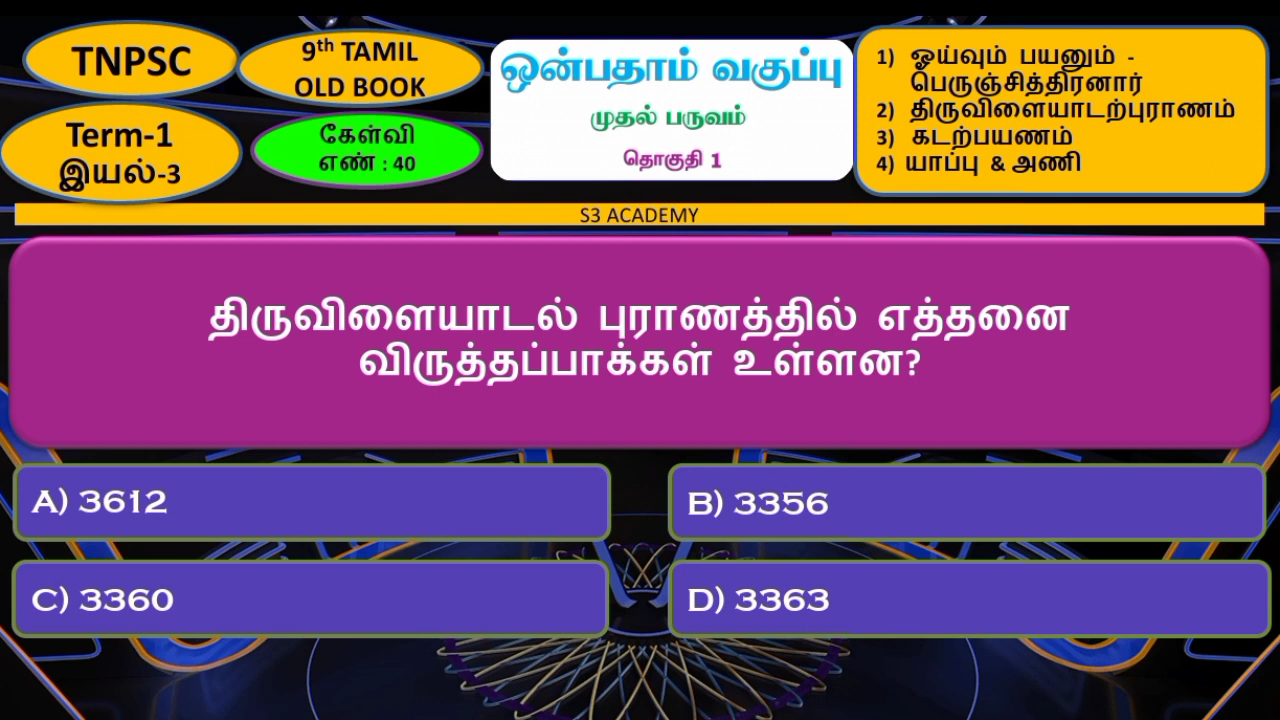 TNPSC
9th TAMIL
OLD BOOK
Term-1
இயல்-3
கேள்வி
எண் : 40
ஒன்பதாம் வகுப்பு
முதல் பருவம்
தொகுதி 1
1) ஓய்வும் பயனும் -
பெருஞ்சித்திரனார்
2) திருவிளையாடற்புராணம்
3) கடற்பயணம்
4) யாப்பு & அணி
S3 ACADEMY
திருவிளையாடல் புராணத்தில் எத்தனை
விருத்தப்பாக்கள் உள்ளன?
A) 3612
B) 3356
C) 3360
D) 3363